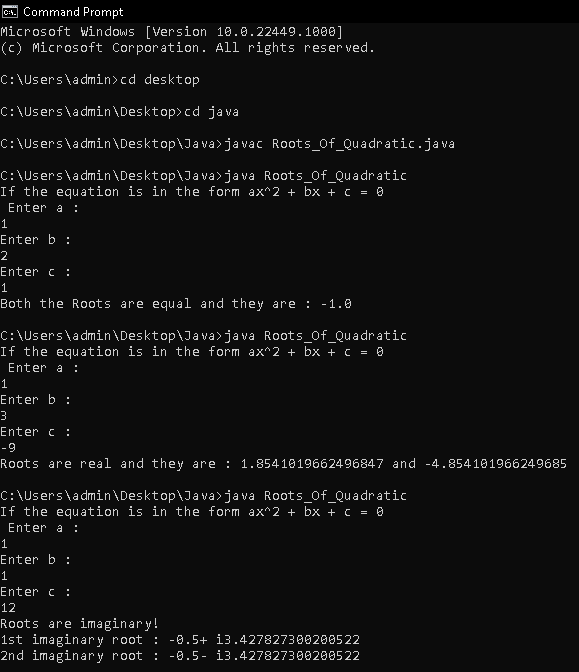 Command Prompt
Microsoft Windows [Version 10.0.22449.1000]
(c) Microsoft Corporation. All rights reserved.
C:\Users\admin>cd desktop
C:\Users\admin\Desktop>cd java
C:\Users\admin\Desktop\Java>javac Roots_Of_Quadratic.java
C:\Users\admin\Desktop\Java>java Roots_Of_Quadratic
If the equation is in the form ax^2 + bx + c = 0
Enter a :
1
Enter b :
2
Enter c :
1
Both the Roots are equal and they are : -1.0
C:\Users\admin\Desktop\Java>java Roots_Of_Quadratic
If the equation is in the form ax^2 + bx + c = 0
Enter a :
1
Enter b :
3
Enter c :
-9
Roots are real and they are : 1.8541019662496847 and -4.854101966249685
C:\Users\admin\Desktop\Java>java Roots_Of_Quadratic
If the equation is in the form ax^2 + bx + c = 0
Enter a :
1
Enter b :
1
Enter c :
12
Roots are imaginary!
1st imaginary root : -0.5+ i3.427827300200522
2nd imaginary root : -0.5- i3.427827300200522